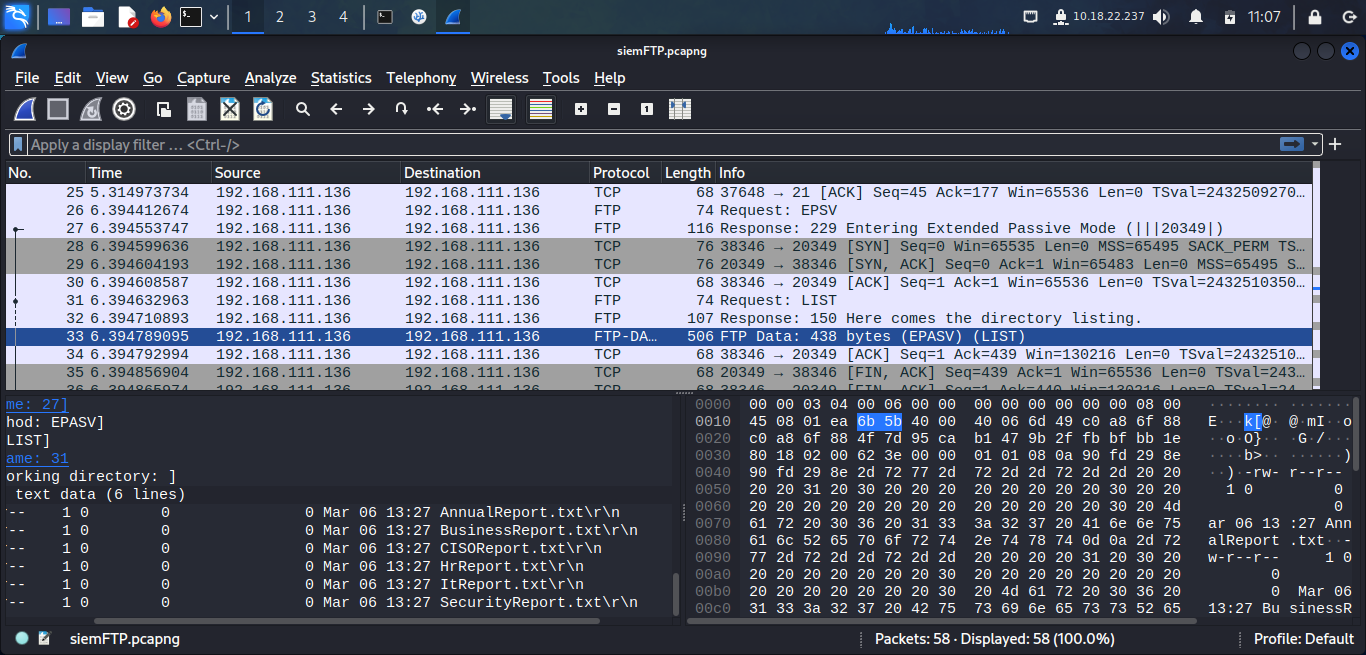 1 2 3 4 10.18.22.237 11:07
siemFTP.pcapng
File Edit View Go Capture Analyze Statistics Telephony Wireless Tools Help
Apply a display filter … <Ctrl-/>
No. Time Source Destination Protocol Length Info
25 5.314973734 192.168.111.136 192.168.111.136 TCP 68 37648 → 21 [ACK] Seq=45 Ack=177 Win=65536 Len=0 TSval=2432509270…
26 6.394412674 192.168.111.136 192.168.111.136 FTP 74 Request: EPSV
27 6.394553747 192.168.111.136 192.168.111.136 FTP 116 Response: 229 Entering Extended Passive Mode (|||20349|)
28 6.394599636 192.168.111.136 192.168.111.136 TCP 76 38346 → 20349 [SYN] Seq=0 Win=65535 Len=0 MSS=65495 SACK_PERM TS…
29 6.394604193 192.168.111.136 192.168.111.136 TCP 76 20349 → 38346 [SYN, ACK] Seq=0 Ack=1 Win=65483 Len=0 MSS=65495 S…
30 6.394608587 192.168.111.136 192.168.111.136 TCP 68 38346 → 20349 [ACK] Seq=1 Ack=1 Win=65536 Len=0 TSval=2432510350…
31 6.394632963 192.168.111.136 192.168.111.136 FTP 74 Request: LIST
32 6.394710893 192.168.111.136 192.168.111.136 FTP 107 Response: 150 Here comes the directory listing.
33 6.394789095 192.168.111.136 192.168.111.136 FTP-DA… 506 FTP Data: 438 bytes (EPASV) (LIST)
34 6.394792994 192.168.111.136 192.168.111.136 TCP 68 38346 → 20349 [ACK] Seq=1 Ack=439 Win=130216 Len=0 TSval=2432510…
35 6.394856904 192.168.111.136 192.168.111.136 TCP 68 20349 → 38346 [FIN, ACK] Seq=439 Ack=1 Win=65536 Len=0 TSval=243…
36 6.394865974 192.168.111.136 192.168.111.136 TCP 68 38346 → 20349 [FIN, ACK] Seq=1 Ack=440 Win=130216 Len=0 TSval=24…
me: 27]
hod: EPASV]
LIST]
ame: 31
orking directory: ]
text data (6 lines)
r-- 1 0 0 0 Mar 06 13:27 AnnualReport.txt\r\n
r-- 1 0 0 0 Mar 06 13:27 BusinessReport.txt\r\n
r-- 1 0 0 0 Mar 06 13:27 CISOReport.txt\r\n
r-- 1 0 0 0 Mar 06 13:27 HrReport.txt\r\n
r-- 1 0 0 0 Mar 06 13:27 ItReport.txt\r\n
r-- 1 0 0 0 Mar 06 13:27 SecurityReport.txt\r\n
0000 00 00 03 04 00 06 00 00 00 00 00 00 00 00 08 00 ········ ········
0010 45 08 01 ea 6b 5b 40 00 40 06 6d 49 c0 a8 6f 88 E···k[@· @·mI··o·
0020 c0 a8 6f 88 4f 7d 95 ca b1 47 9b 2f fb bf bb 1e ··o·O}·· ·G·/····
0030 80 18 02 00 62 3e 00 00 01 01 08 0a 90 fd 29 8e ····b>·· ······)·
0040 90 fd 29 8e 2d 72 77 2d 72 2d 2d 72 2d 2d 20 20 ··)·-rw- r--r--
0050 20 20 31 20 30 20 20 20 20 20 20 20 20 20 30 20 1 0 0
0060 20 20 20 20 20 20 20 20 20 20 20 20 20 30 20 4d 0 M
0070 61 72 20 30 36 20 31 33 3a 32 37 20 41 6e 6e 75 ar 06 13 :27 Annu
0080 61 6c 52 65 70 6f 72 74 2e 74 78 74 0d 0a 2d 72 alReport .txt··-r
0090 77 2d 72 2d 2d 72 2d 2d 20 20 20 20 31 20 30 20 w-r--r-- 1 0
00a0 20 20 20 20 20 20 20 30 20 20 20 20 20 20 20 20 0
00b0 20 20 20 20 20 20 30 20 4d 61 72 20 30 36 20 0 Mar 06
00c0 31 33 3a 32 37 20 42 75 73 69 6e 65 73 73 52 65 13:27 Bu sinessR
siemFTP.pcapng Packets: 58 · Displayed: 58 (100.0%) Profile: Default